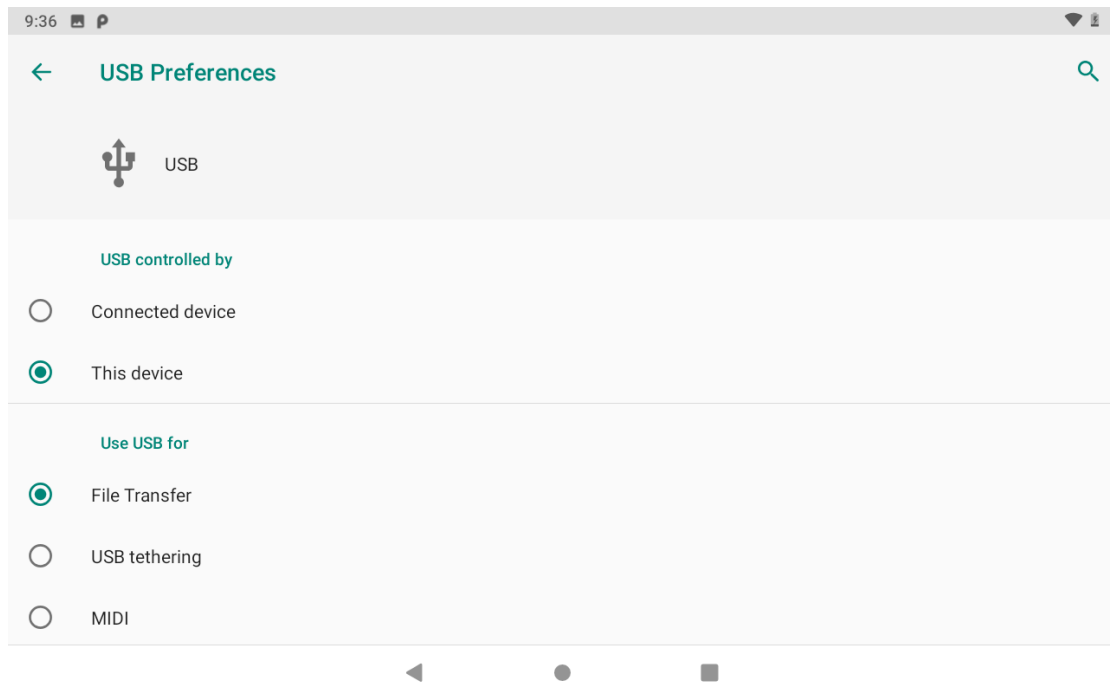 9:36
USB Preferences
USB
USB controlled by
Connected device
This device
Use USB for
File Transfer
USB tethering
MIDI